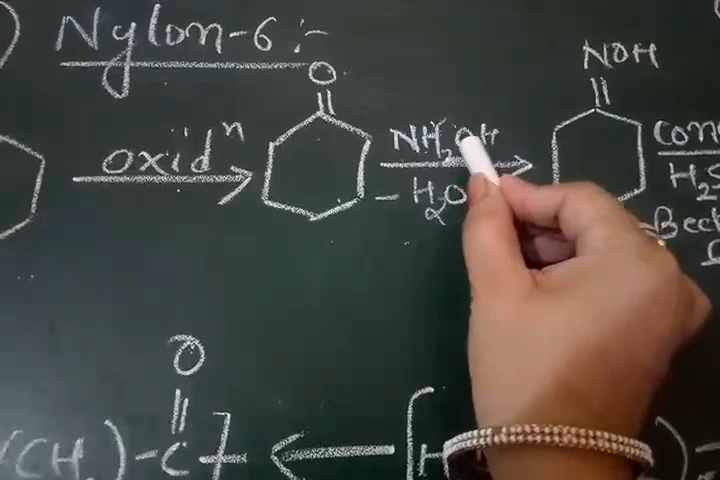 Nylon-6 :-
O
NOH
Oxidⁿ
NH₂OH
- H₂O
Conc
H₂S
Beck
O
(CH₂) - C